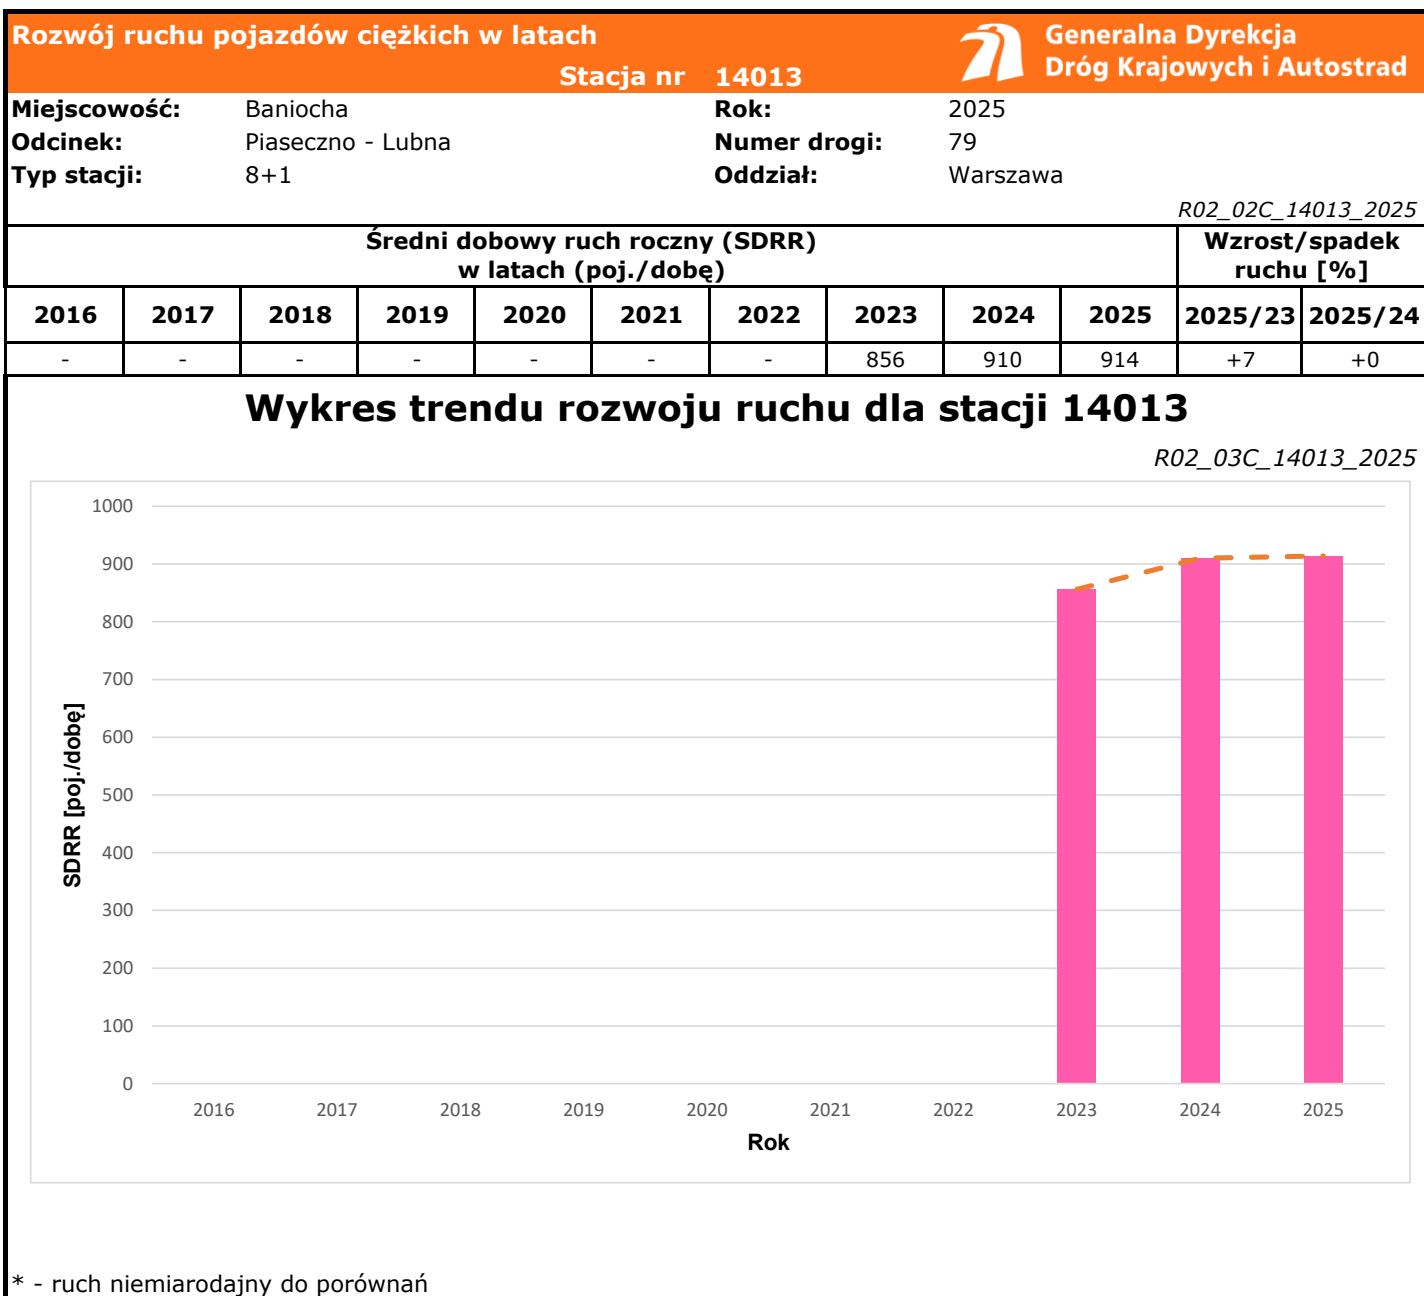 Rozwój ruchu pojazdów ciężkich w latach
Stacja nr 14013
Generalna Dyrekcja
Dróg Krajowych i Autostrad
Miejscowość: Baniocha Rok: 2025
Odcinek: Piaseczno - Lubna Numer drogi: 79
Typ stacji: 8+1 Oddział: Warszawa
R02_02C_14013_2025
Średni dobowy ruch roczny (SDRR)
w latach (poj./dobę)
Wzrost/spadek
ruchu [%]
2016 2017 2018 2019 2020 2021 2022 2023 2024 2025 2025/23 2025/24
- - - - - - - 856 910 914 +7 +0
Wykres trendu rozwoju ruchu dla stacji 14013
R02_03C_14013_2025
SDRR [poj./dobę]
1000
900
800
700
600
500
400
300
200
100
0
2016 2017 2018 2019 2020 2021 2022 2023 2024 2025
Rok
* - ruch niemiarodajny do porównań